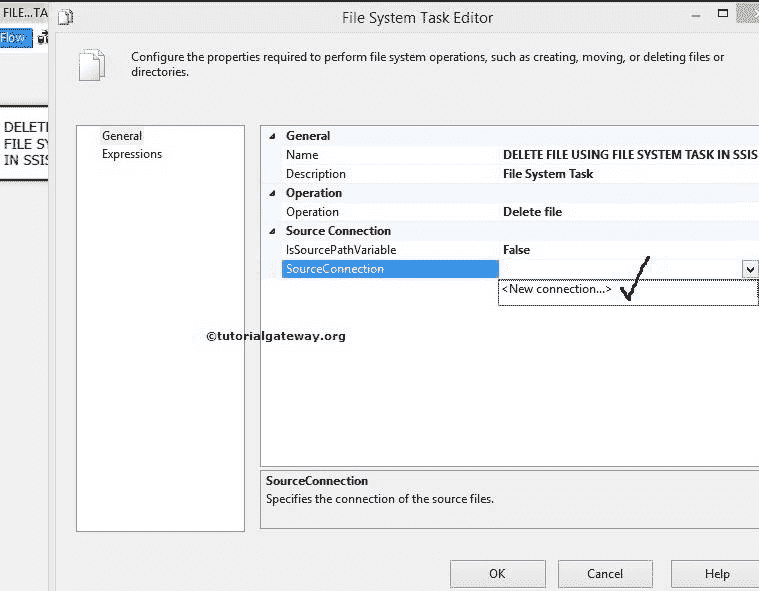 FILE...TA
File System Task Editor
Flow
Configure the properties required to perform file system operations, such as creating, moving, or deleting files or
directories.
DELETI
FILE SY
IN SSIS
General
Expressions
General
Name DELETE FILE USING FILE SYSTEM TASK IN SSIS
Description File System Task
Operation
Operation Delete file
Source Connection
IsSourcePathVariable False
SourceConnection
<New connection...>
©tutorialgateway.org
SourceConnection
Specifies the connection of the source files.
OK Cancel Help